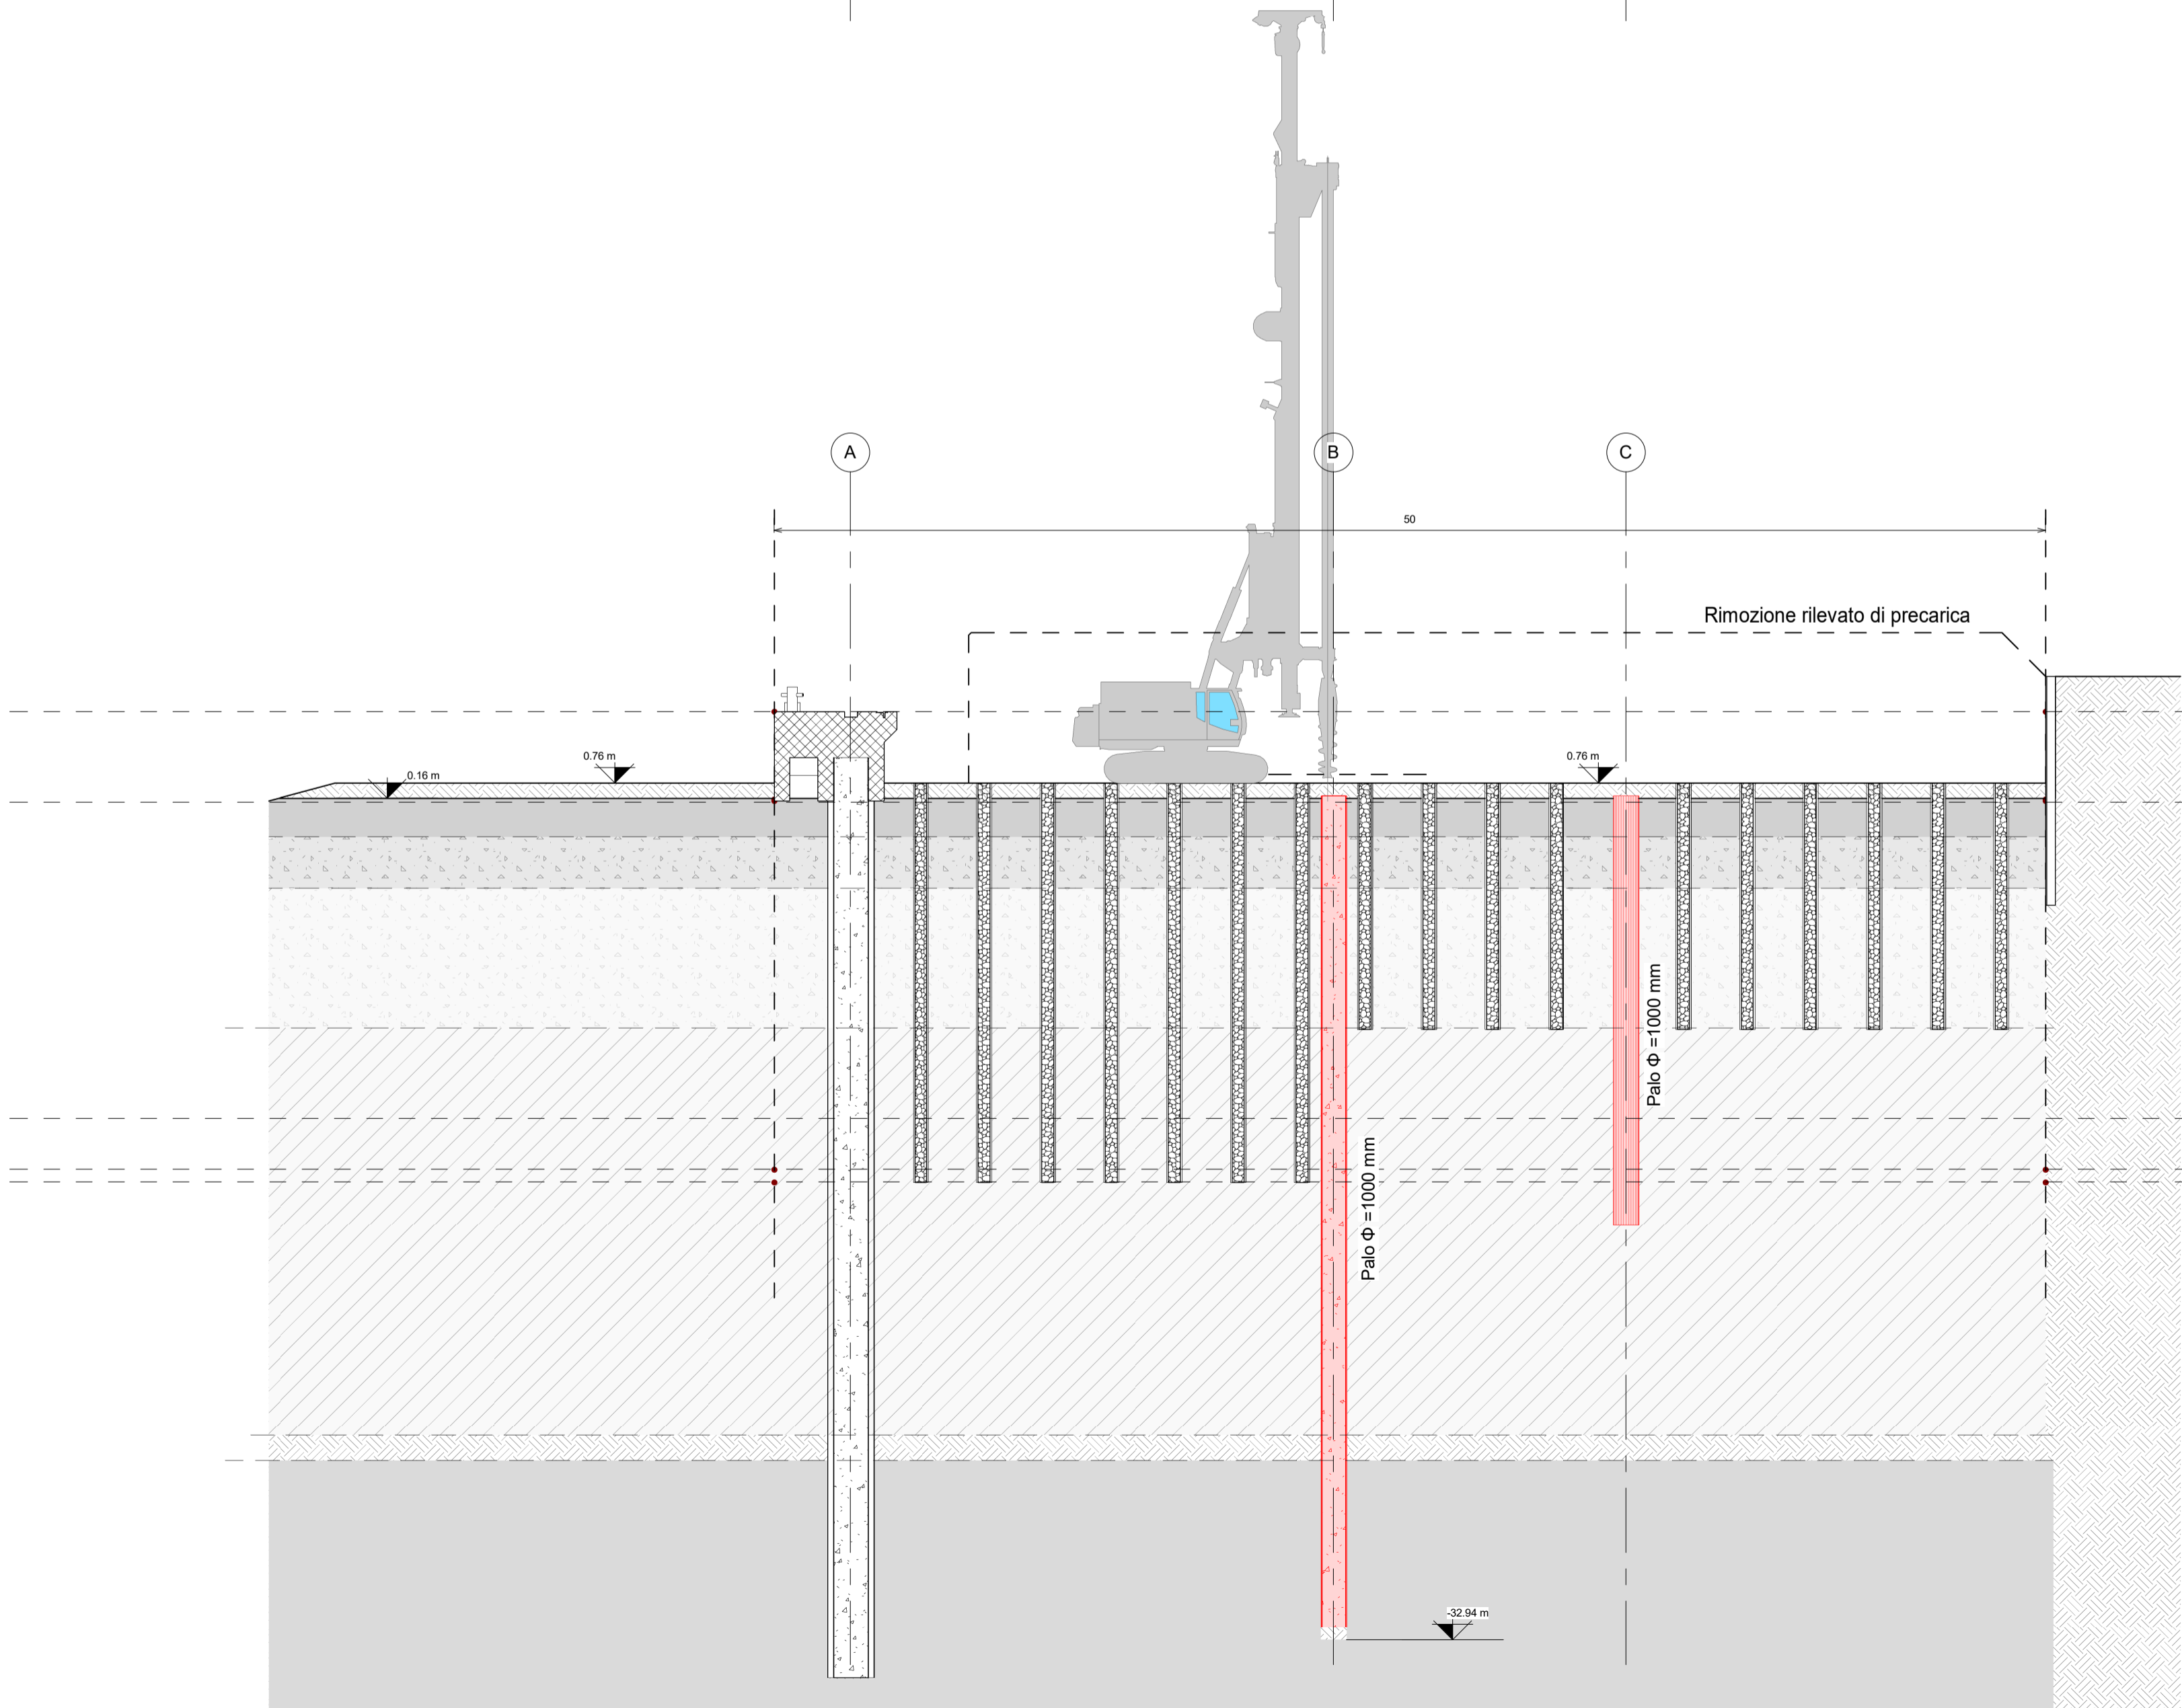 A
B
C
50
Rimozione rilevato di precarica
0.76 m
0.76 m
0.16 m
Palo Φ =1000 mm
Palo Φ =1000 mm
-32.94 m